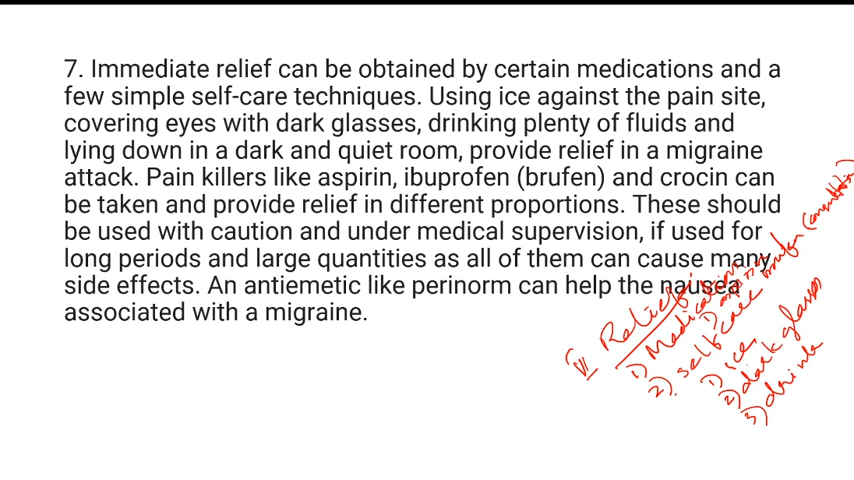 7. Immediate relief can be obtained by certain medications and a
few simple self-care techniques. Using ice against the pain site,
covering eyes with dark glasses, drinking plenty of fluids and
lying down in a dark and quiet room, provide relief in a migraine
attack. Pain killers like aspirin, ibuprofen (brufen) and crocin can
be taken and provide relief in different proportions. These should
be used with caution and under medical supervision, if used for
long periods and large quantities as all of them can cause many
side effects. An antiemetic like perinorm can help the nausea
associated with a migraine.
VI Relief
1) Medications
2) self care
1) ice
2) dark glasses
3) drinks